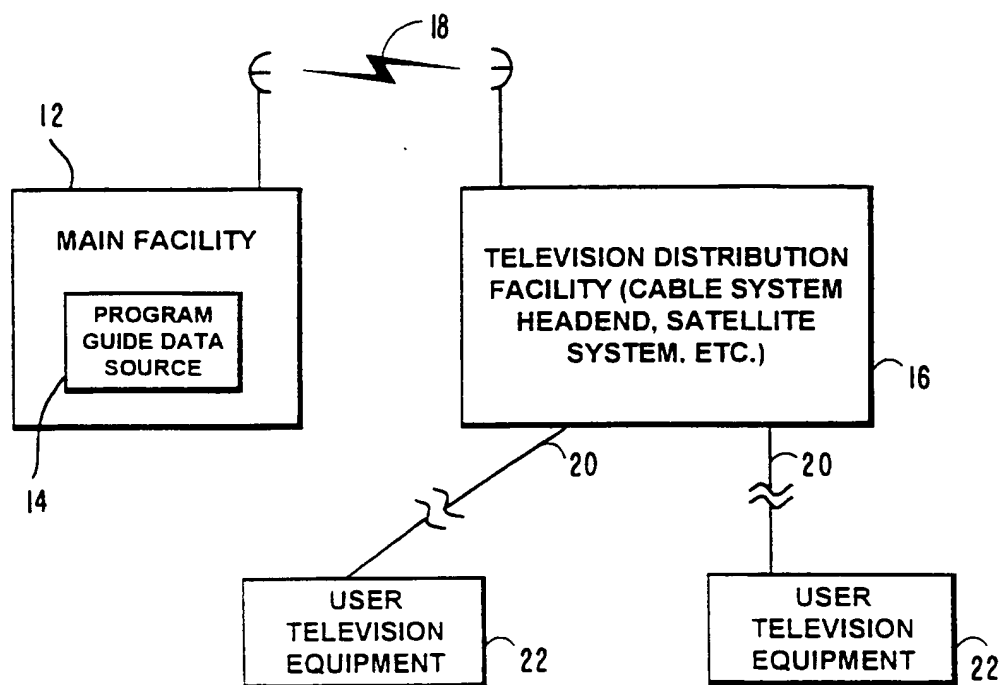 18
12
MAIN FACILITY
PROGRAM
GUIDE DATA
SOURCE
14
TELEVISION DISTRIBUTION
FACILITY (CABLE SYSTEM
HEADEND, SATELLITE
SYSTEM. ETC.)
16
20
20
USER
TELEVISION
EQUIPMENT
22
USER
TELEVISION
EQUIPMENT
22